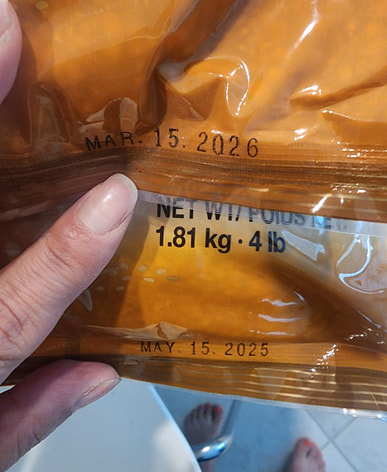 MAR. 15. 2026
NET WT/ POIDS NET:
1.81 kg • 4 lb
MAY. 15. 2025